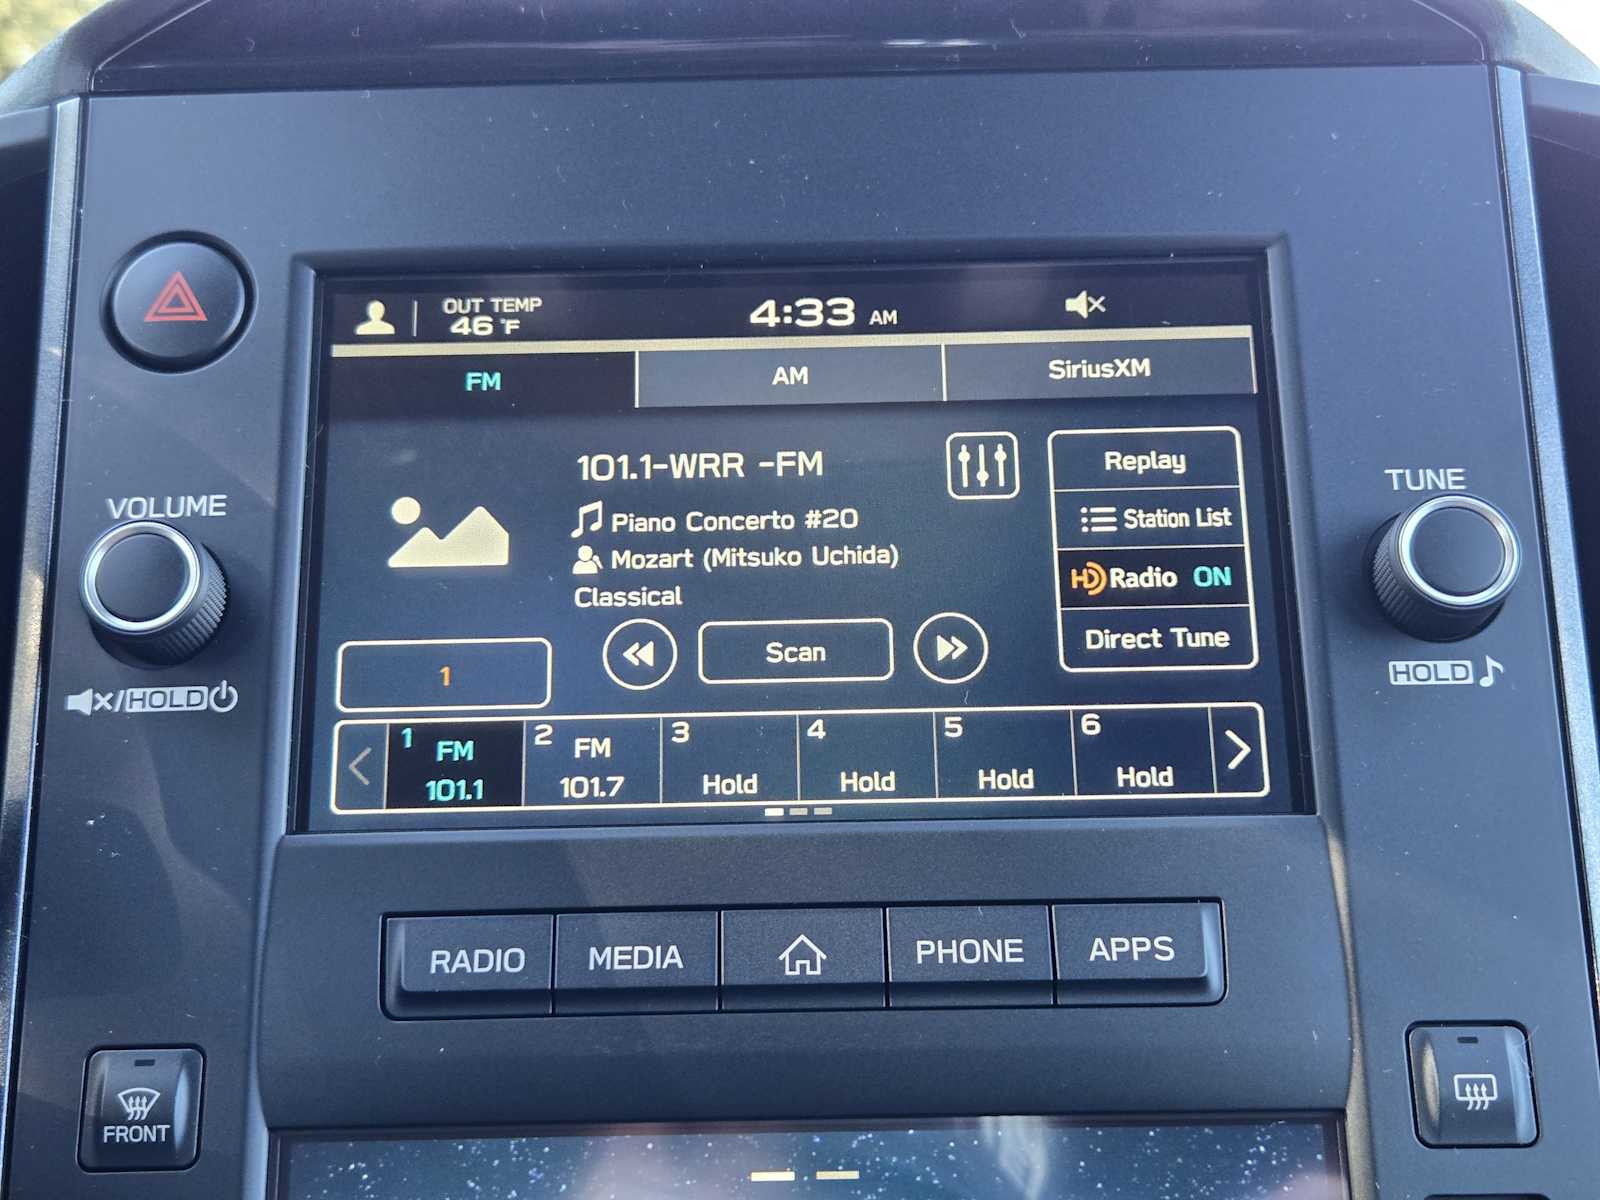 OUT TEMP
46 °F
4:33 AM
FM
AM
SiriusXM
101.1-WRR -FM
Piano Concerto #20
Mozart (Mitsuko Uchida)
Classical
Replay
Station List
HD Radio ON
Direct Tune
1
Scan
1 FM 101.1
2 FM 101.7
3 Hold
4 Hold
5 Hold
6 Hold
VOLUME
/HOLD
TUNE
HOLD
RADIO
MEDIA
PHONE
APPS
FRONT